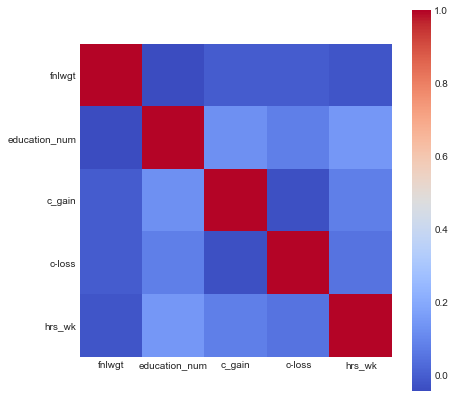 1.0
fnlwgt
0.8
education_num
0.6
c_gain
0.4
c-loss
0.2
hrs_wk
0.0
fnlwgt education_num c_gain c-loss hrs_wk